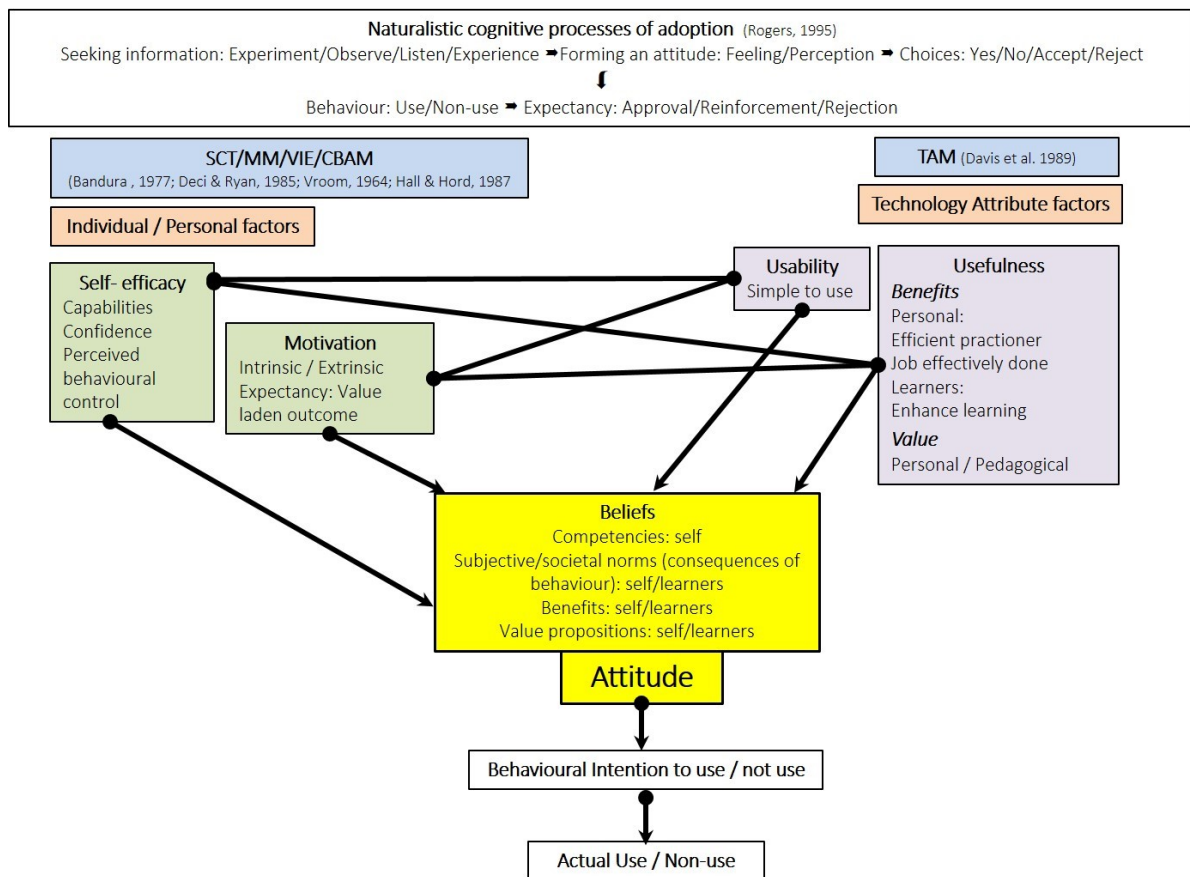 Naturalistic cognitive processes of adoption (Rogers, 1995)
Seeking information: Experiment/Observe/Listen/Experience ➨Forming an attitude: Feeling/Perception ➨ Choices: Yes/No/Accept/Reject
Behaviour: Use/Non-use ➨ Expectancy: Approval/Reinforcement/Rejection
SCT/MM/VIE/CBAM
(Bandura , 1977; Deci & Ryan, 1985; Vroom, 1964; Hall & Hord, 1987
TAM (Davis et al. 1989)
Individual / Personal factors
Technology Attribute factors
Self- efficacy
Capabilities
Confidence
Perceived
behavioural
control
Motivation
Intrinsic / Extrinsic
Expectancy: Value
laden outcome
Usability
Simple to use
Usefulness
Benefits
Personal:
Efficient practioner
Job effectively done
Learners:
Enhance learning
Value
Personal / Pedagogical
Beliefs
Competencies: self
Subjective/societal norms (consequences of
behaviour): self/learners
Benefits: self/learners
Value propositions: self/learners
Attitude
Behavioural Intention to use / not use
Actual Use / Non-use